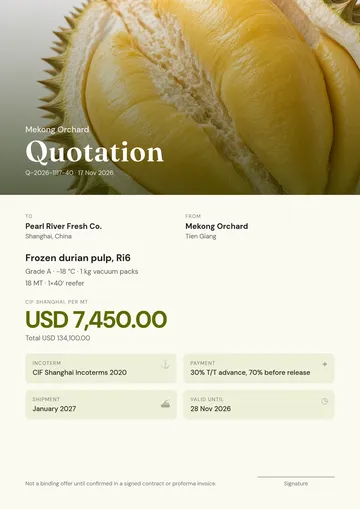 Mekong Orchard
Quotation
Q-2026-1117-40 · 17 Nov 2026
TO
Pearl River Fresh Co.
Shanghai, China
FROM
Mekong Orchard
Tien Giang
Frozen durian pulp, Ri6
Grade A · -18 °C · 1 kg vacuum packs
18 MT · 1×40′ reefer
CIF SHANGHAI, PER MT
USD 7,450.00
Total USD 134,100.00
INCOTERM
CIF Shanghai Incoterms 2020
PAYMENT
30% T/T advance, 70% before release
SHIPMENT
January 2027
VALID UNTIL
28 Nov 2026
Not a binding offer until confirmed in a signed contract or proforma invoice.
Signature